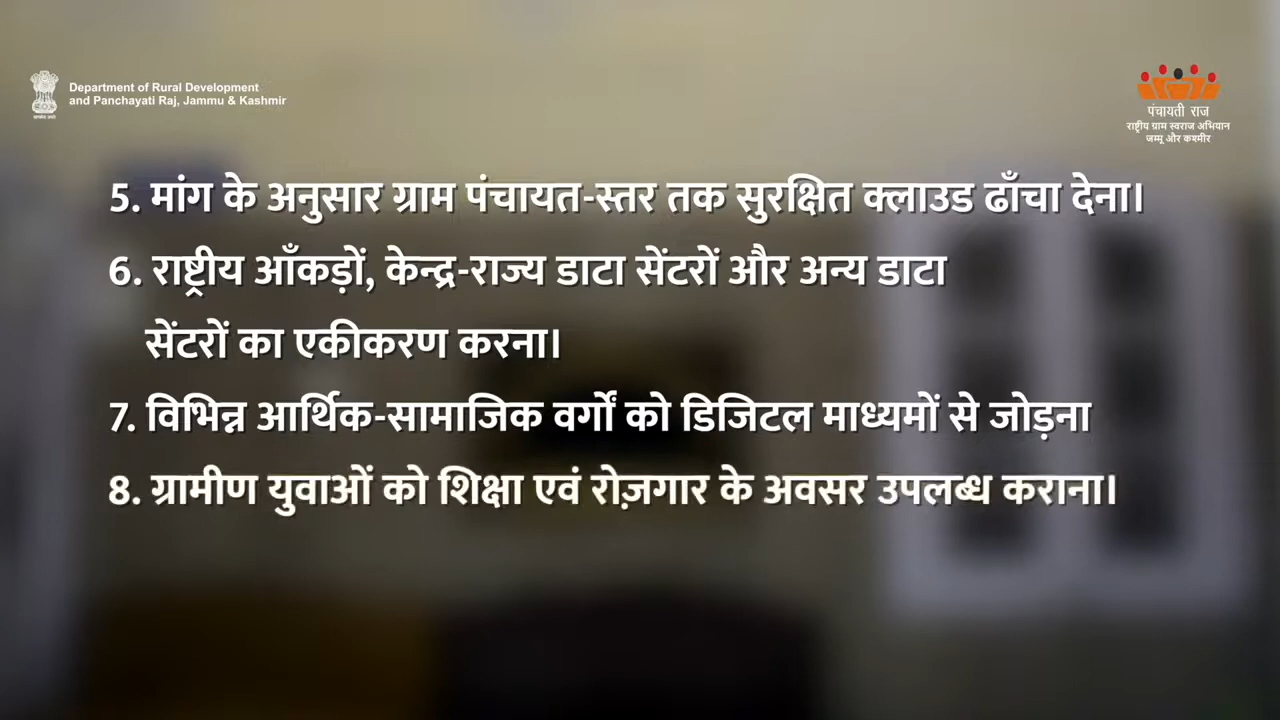 Department of Rural Development
and Panchayati Raj, Jammu & Kashmir
पंचायती राज
राष्ट्रीय ग्राम स्वराज अभियान
जम्मू और कश्मीर
5. मांग के अनुसार ग्राम पंचायत-स्तर तक सुरक्षित क्लाउड ढाँचा देना।
6. राष्ट्रीय आँकड़ों, केन्द्र-राज्य डाटा सेंटरों और अन्य डाटा
सेंटरों का एकीकरण करना।
7. विभिन्न आर्थिक-सामाजिक वर्गों को डिजिटल माध्यमों से जोड़ना
8. ग्रामीण युवाओं को शिक्षा एवं रोज़गार के अवसर उपलब्ध कराना।